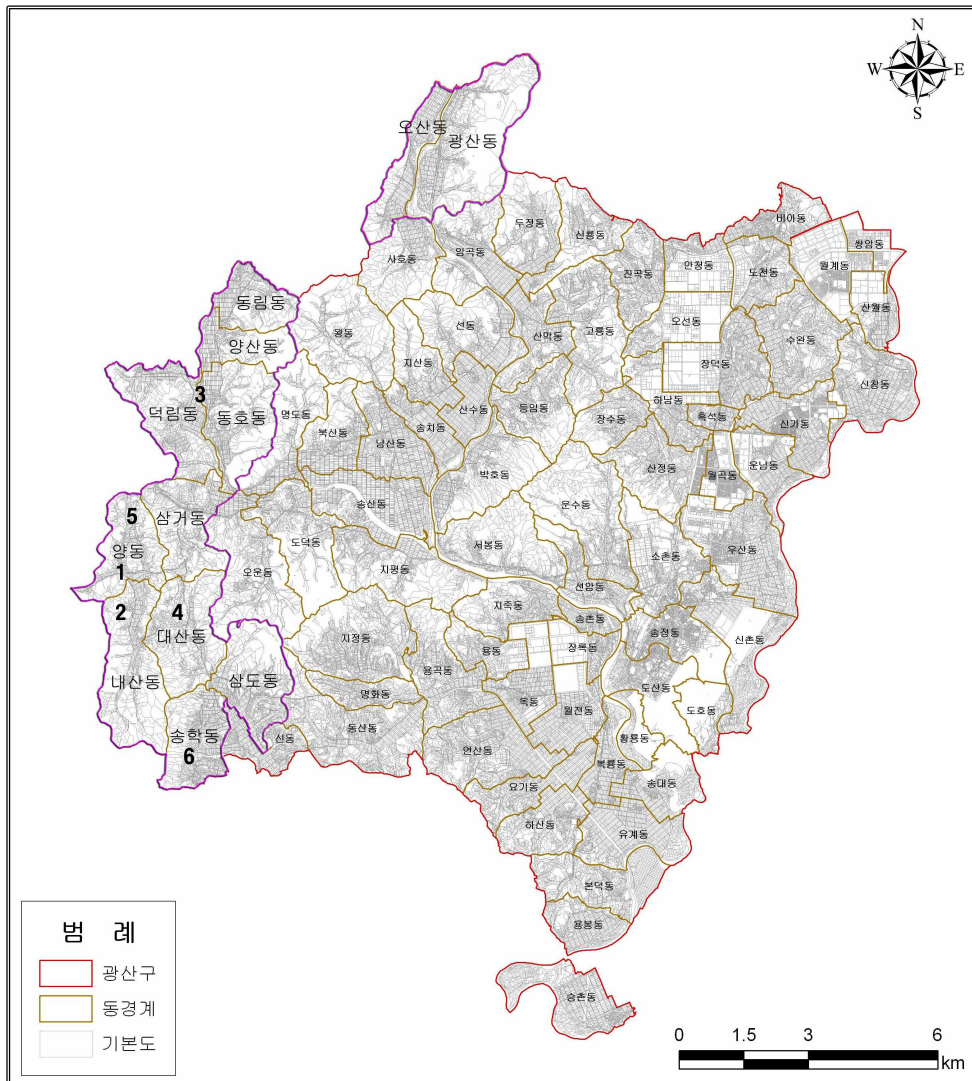 N
W E
S
오산동
광산동
두정동
신룡동
비아동
사호동
임곡동
진곡동
안청동
도천동
월계동
쌍암동
동림동
산월동
왕동
선동
산막동
고룡동
오선동
양산동
수완동
지산동
장덕동
신창동
덕림동
3
동호동
명도동
산수동
등임동
하남동
북산동
송치동
장수동
흑석동
신가동
남산동
박호동
산정동
월곡동
운남동
송산동
운수동
5
삼거동
양동
도덕동
서봉동
소촌동
우산동
1
오운동
지평동
선암동
2
4
대산동
지죽동
송촌동
송정동
신촌동
지정동
용동
장록동
내산동
삼도동
용곡동
도산동
명화동
옥동
월전동
도호동
송학동
선동
동산동
황룡동
6
연산동
복룡동
송대동
요기동
하산동
유계동
본덕동
용봉동
승촌동
범 례
광산구
동경계
기본도
0 1.5 3 6
km